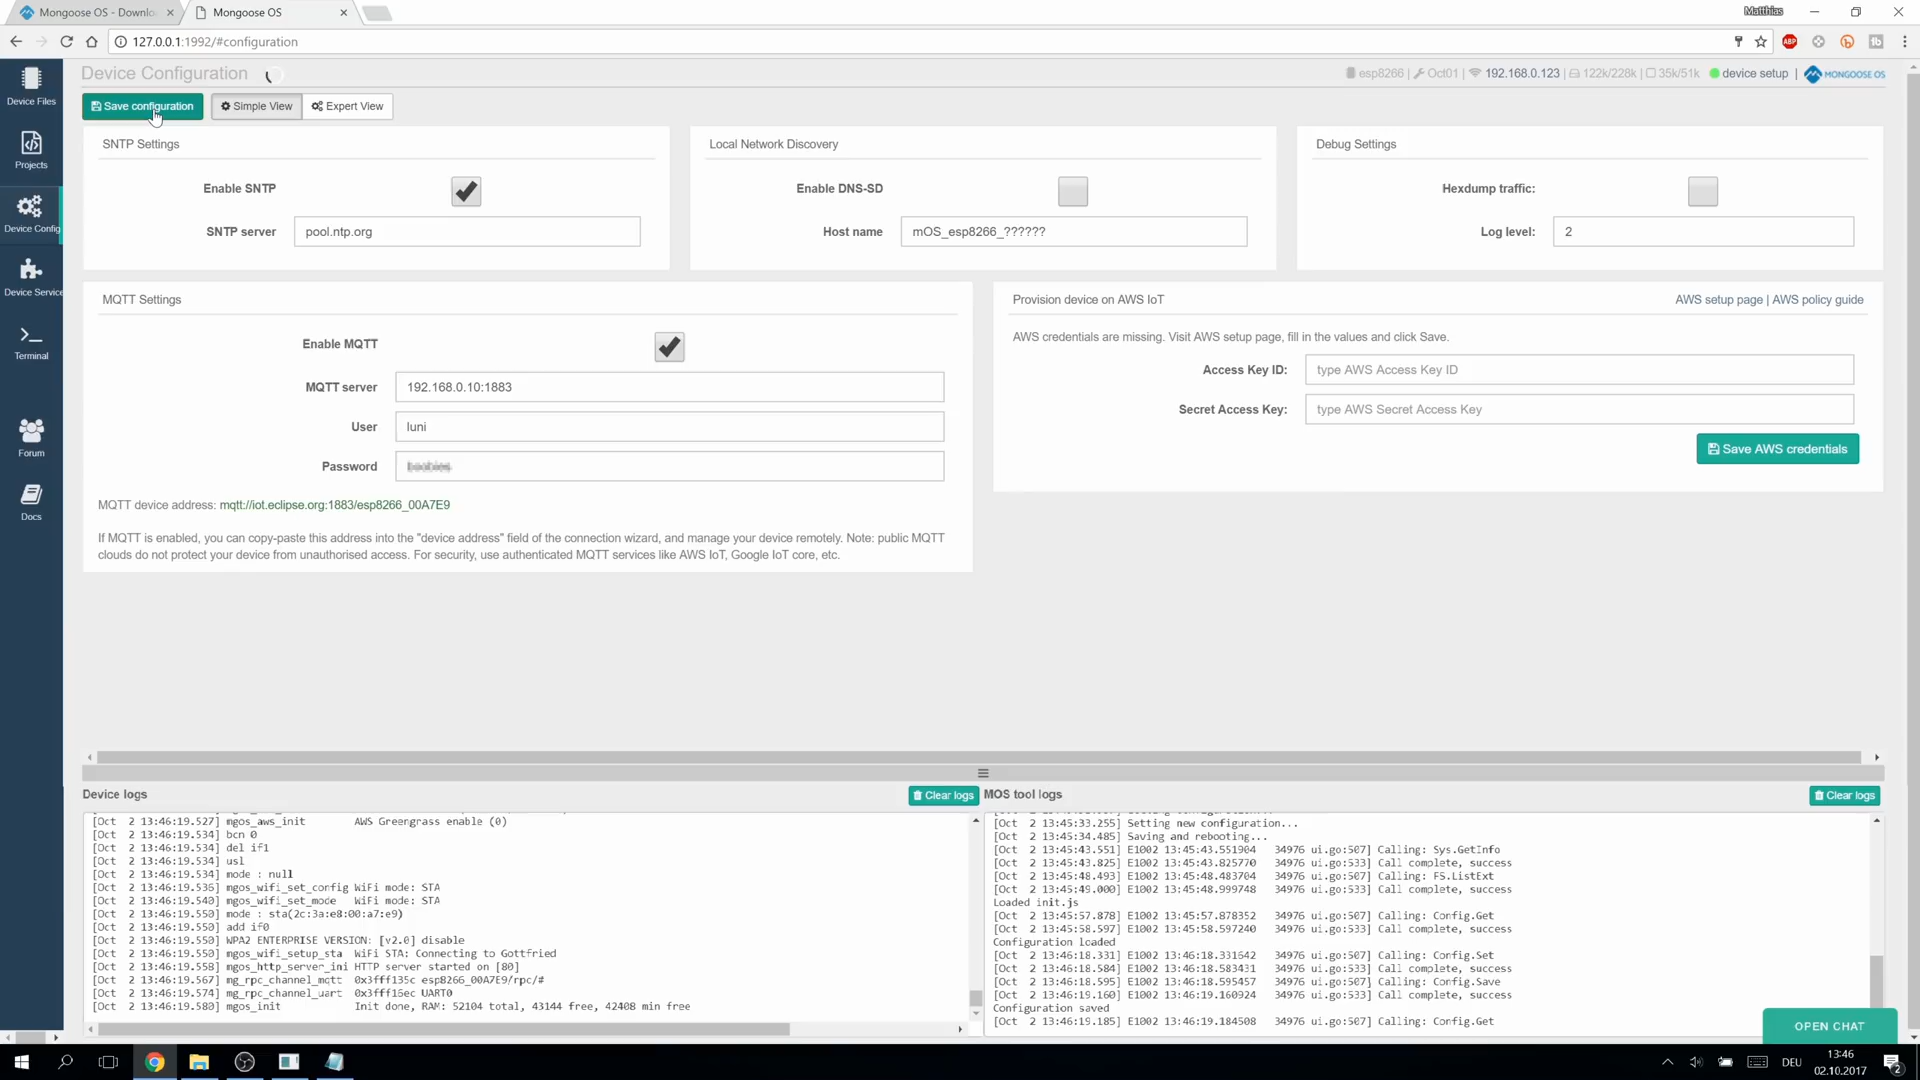 Mongoose OS - Downlo
Mongoose OS
Matthias
127.0.0.1:1992/#configuration
ABP
Device Configuration
esp8266 | Oct01 | 192.168.0.123 | 122k/228k | 35k/51k device setup | MONGOOSE OS
Device Files
Projects
Device Config
Device Service
Terminal
Forum
Docs
Save configuration
Simple View
Expert View
SNTP Settings
Enable SNTP
SNTP server
pool.ntp.org
Local Network Discovery
Enable DNS-SD
Host name
mOS_esp8266_??????
Debug Settings
Hexdump traffic:
Log level:
2
MQTT Settings
Enable MQTT
MQTT server
192.168.0.10:1883
User
luni
Password
MQTT device address: mqtt://iot.eclipse.org:1883/esp8266_00A7E9
If MQTT is enabled, you can copy-paste this address into the "device address" field of the connection wizard, and manage your device remotely. Note: public MQTT
clouds do not protect your device from unauthorised access. For security, use authenticated MQTT services like AWS IoT, Google IoT core, etc.
Provision device on AWS IoT
AWS setup page | AWS policy guide
AWS credentials are missing. Visit AWS setup page, fill in the values and click Save.
Access Key ID:
type AWS Access Key ID
Secret Access Key:
type AWS Secret Access Key
Save AWS credentials
Device logs
Clear logs
[Oct 2 13:46:19.527] mgos_aws_init AWS Greengrass enable (0)
[Oct 2 13:46:19.534] bcn 0
[Oct 2 13:46:19.534] del if1
[Oct 2 13:46:19.534] usl
[Oct 2 13:46:19.534] mode : null
[Oct 2 13:46:19.536] mgos_wifi_set_config WiFi mode: STA
[Oct 2 13:46:19.540] mgos_wifi_set_mode WiFi mode: STA
[Oct 2 13:46:19.550] mode : sta(2c:3a:e8:00:a7:e9)
[Oct 2 13:46:19.550] add if0
[Oct 2 13:46:19.550] WPA2 ENTERPRISE VERSION: [v2.0] disable
[Oct 2 13:46:19.550] mgos_wifi_setup_sta WiFi STA: Connecting to Gottfried
[Oct 2 13:46:19.558] mgos_http_server_ini HTTP server started on [80]
[Oct 2 13:46:19.567] mg_rpc_channel_mqtt 0x3fff135c esp8266_00A7E9/rpc/#
[Oct 2 13:46:19.574] mg_rpc_channel_uart 0x3fff16ec UART0
[Oct 2 13:46:19.580] mgos_init Init done, RAM: 52104 total, 43144 free, 42408 min free
MOS tool logs
Clear logs
[Oct 2 13:45:33.255] Setting new configuration...
[Oct 2 13:45:34.485] Saving and rebooting...
[Oct 2 13:45:43.551] E1002 13:45:43.551904 34976 ui.go:507] Calling: Sys.GetInfo
[Oct 2 13:45:43.825] E1002 13:45:43.825770 34976 ui.go:533] Call complete, success
[Oct 2 13:45:48.493] E1002 13:45:48.483704 34976 ui.go:507] Calling: FS.ListExt
[Oct 2 13:45:49.000] E1002 13:45:48.999748 34976 ui.go:533] Call complete, success
Loaded init.js
[Oct 2 13:45:57.878] E1002 13:45:57.878352 34976 ui.go:507] Calling: Config.Get
[Oct 2 13:45:58.597] E1002 13:45:58.597240 34976 ui.go:533] Call complete, success
Configuration loaded
[Oct 2 13:46:18.331] E1002 13:46:18.331642 34976 ui.go:507] Calling: Config.Set
[Oct 2 13:46:18.584] E1002 13:46:18.583431 34976 ui.go:533] Call complete, success
[Oct 2 13:46:18.595] E1002 13:46:18.595457 34976 ui.go:507] Calling: Config.Save
[Oct 2 13:46:19.160] E1002 13:46:19.160924 34976 ui.go:533] Call complete, success
Configuration saved
[Oct 2 13:46:19.185] E1002 13:46:19.184508 34976 ui.go:507] Calling: Config.Get
OPEN CHAT
DEU
13:46
02.10.2017
2